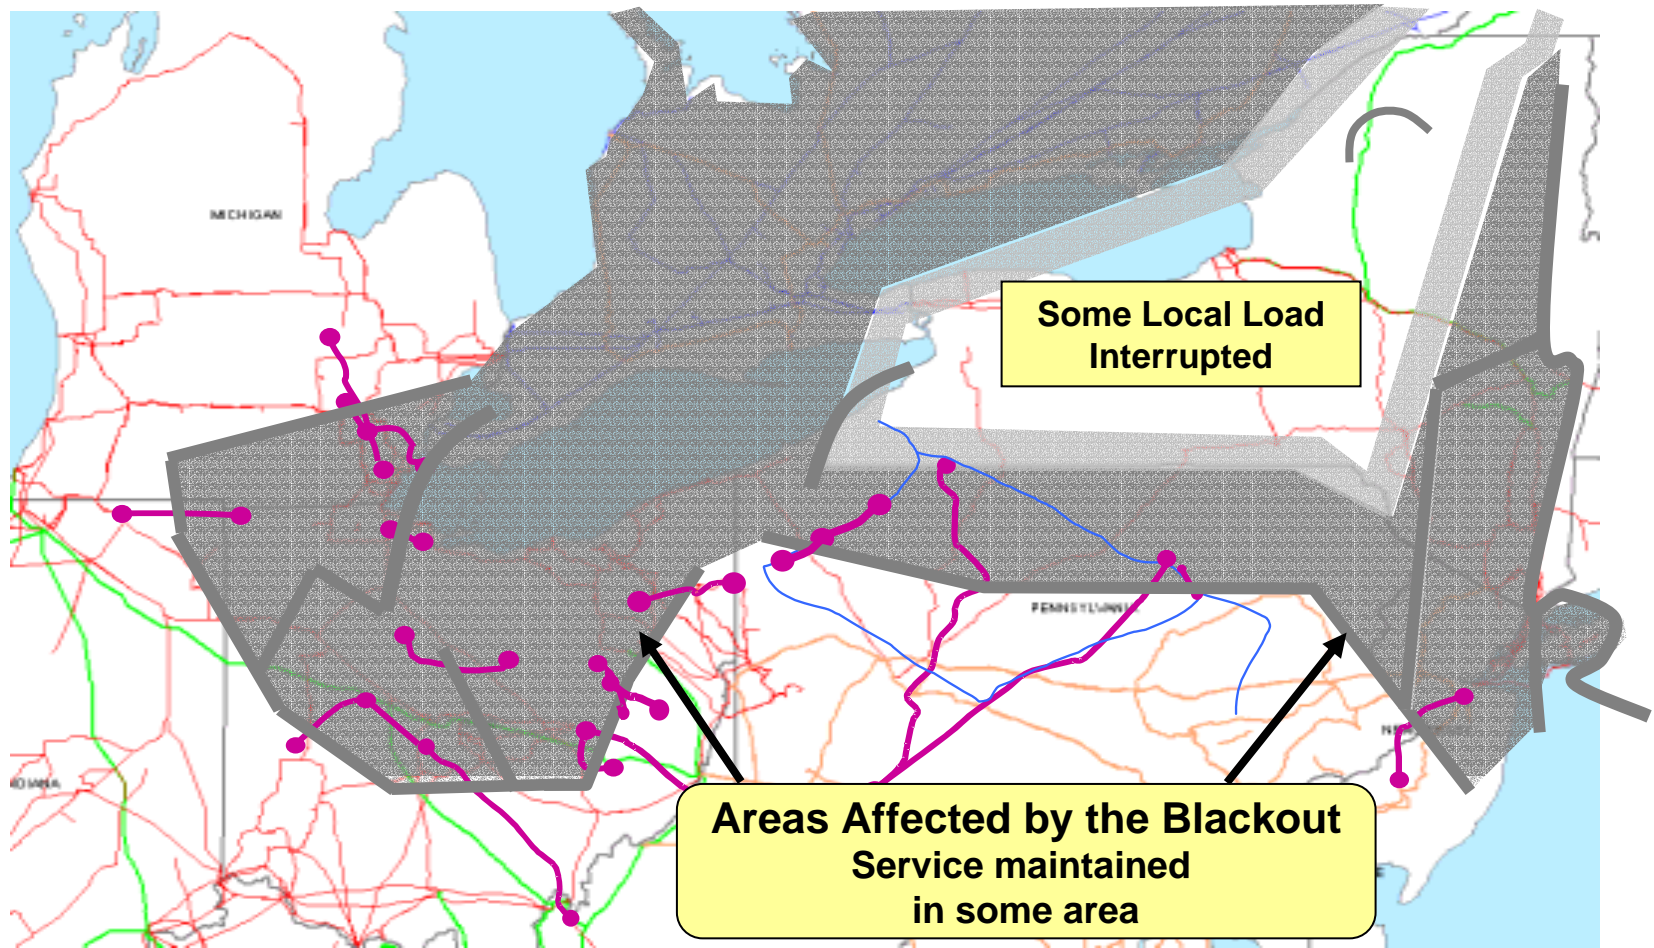 MICHIGAN
Some Local Load
Interrupted
PENNSYLVANIA
Areas Affected by the Blackout
Service maintained
in some area